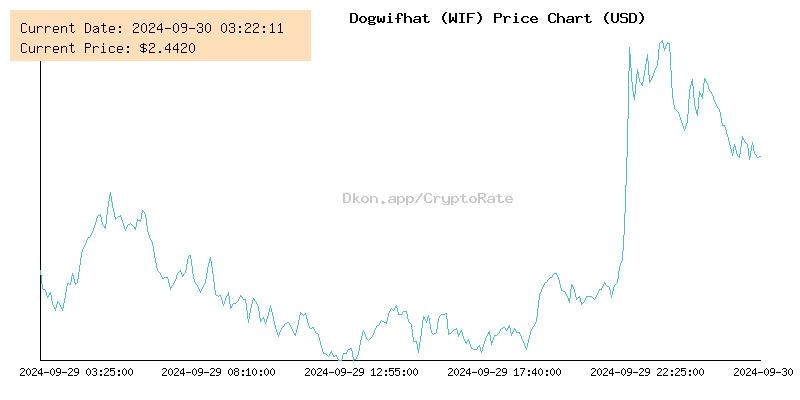 Dogwifhat (WIF) Price Chart (USD)
Current Date: 2024-09-30 03:22:11
Current Price: $2.4420
Dkon.app/CryptoRate
2024-09-29 03:25:00 2024-09-29 08:10:00 2024-09-29 12:55:00 2024-09-29 17:40:00 2024-09-29 22:25:00 2024-09-30